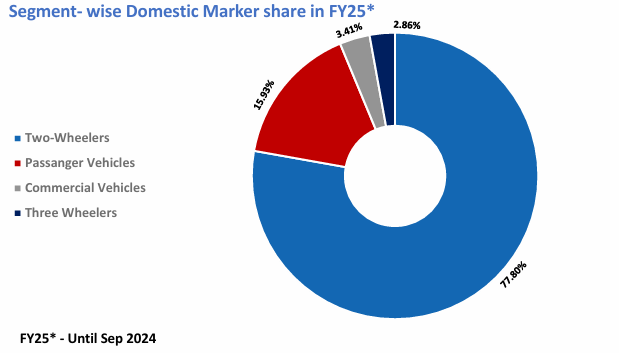 Segment- wise Domestic Marker share in FY25*
3.41%
2.86%
15.93%
Two-Wheelers
Passanger Vehicles
Commercial Vehicles
Three Wheelers
77.80%
FY25* - Until Sep 2024